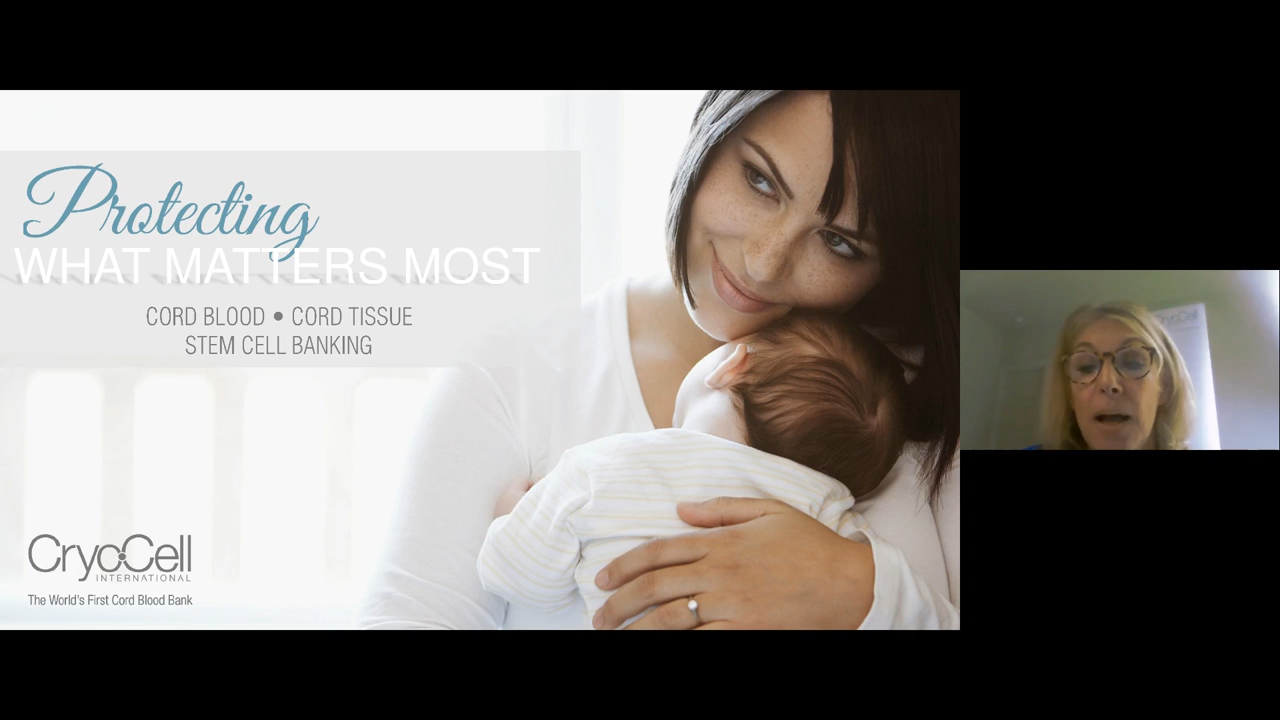 Protecting
WHAT MATTERS MOST
CORD BLOOD • CORD TISSUE
STEM CELL BANKING
CryoCell
INTERNATIONAL
The World's First Cord Blood Bank
CryoCell